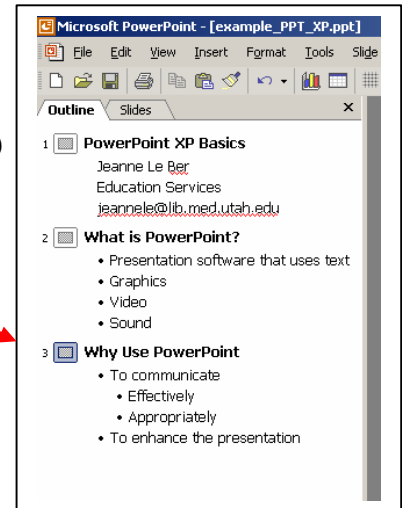 Microsoft PowerPoint - [example_PPT_XP.ppt]
File Edit View Insert Format Tools Slide
Outline Slides ×
)
1 PowerPoint XP Basics
Jeanne Le Ber
Education Services
jeannele@lib.med.utah.edu
2 What is PowerPoint?
• Presentation software that uses text
• Graphics
• Video
• Sound
3 Why Use PowerPoint
• To communicate
• Effectively
• Appropriately
• To enhance the presentation